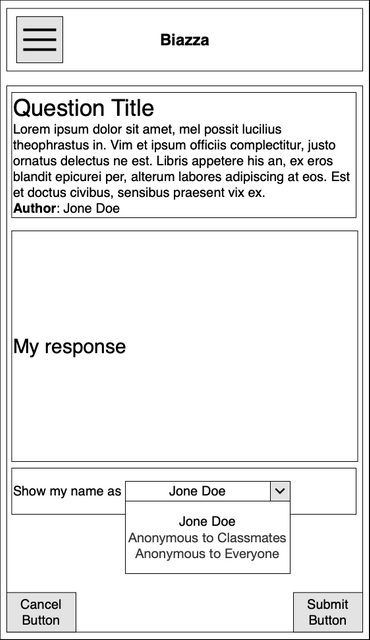 Biazza
Question Title
Lorem ipsum dolor sit amet, mel possit lucilius
theophrastus in. Vim et ipsum officiis complectitur, justo
ornatus delectus ne est. Libris appetere his an, ex eros
blandit epicurei per, alterum labores adipiscing at eos. Est
et doctus civibus, sensibus praesent vix ex.
Author: Jone Doe
My response
Show my name as Jone Doe
Jone Doe
Anonymous to Classmates
Anonymous to Everyone
Cancel
Button
Submit
Button